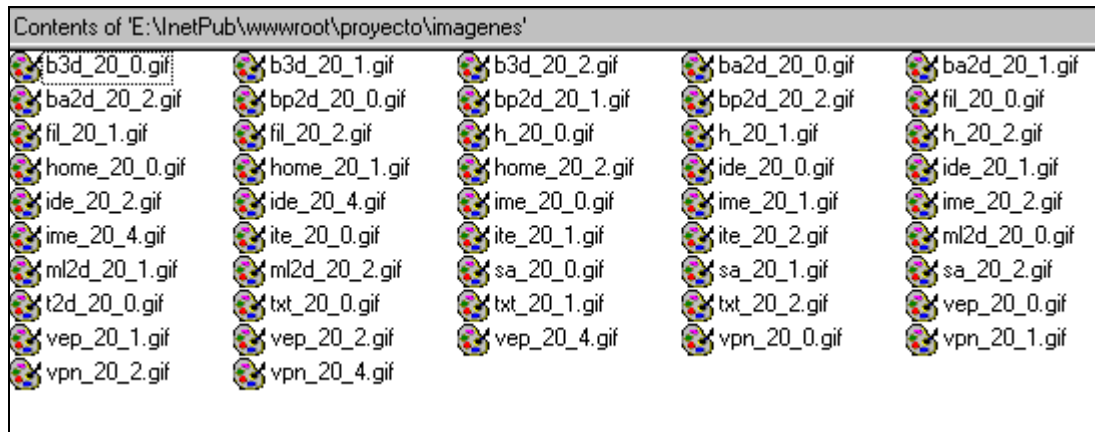 Contents of 'E:\InetPub\wwwroot\proyecto\imagenes'
b3d_20_0.gif b3d_20_1.gif b3d_20_2.gif ba2d_20_0.gif ba2d_20_1.gif
ba2d_20_2.gif bp2d_20_0.gif bp2d_20_1.gif bp2d_20_2.gif fil_20_0.gif
fil_20_1.gif fil_20_2.gif h_20_0.gif h_20_1.gif h_20_2.gif
home_20_0.gif home_20_1.gif home_20_2.gif ide_20_0.gif ide_20_1.gif
ide_20_2.gif ide_20_4.gif ime_20_0.gif ime_20_1.gif ime_20_2.gif
ime_20_4.gif ite_20_0.gif ite_20_1.gif ite_20_2.gif ml2d_20_0.gif
ml2d_20_1.gif ml2d_20_2.gif sa_20_0.gif sa_20_1.gif sa_20_2.gif
t2d_20_0.gif txt_20_0.gif txt_20_1.gif txt_20_2.gif vep_20_0.gif
vep_20_1.gif vep_20_2.gif vep_20_4.gif vpn_20_0.gif vpn_20_1.gif
vpn_20_2.gif vpn_20_4.gif